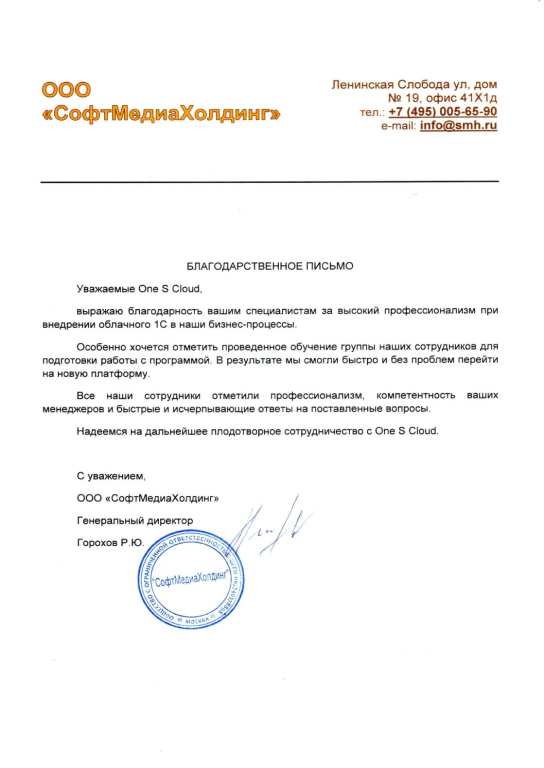 ООО
«СофтМедиаХолдинг»
Ленинская Слобода ул, дом
№ 19, офис 41Х1д
тел.: +7 (495) 005-65-90
e-mail: info@smh.ru
БЛАГОДАРСТВЕННОЕ ПИСЬМО
Уважаемые One S Cloud,
выражаю благодарность вашим специалистам за высокий профессионализм при
внедрении облачного 1С в наши бизнес-процессы.
Особенно хочется отметить проведенное обучение группы наших сотрудников для
подготовки работы с программой. В результате мы смогли быстро и без проблем перейти
на новую платформу.
Все наши сотрудники отметили профессионализм, компетентность ваших
менеджеров и быстрые и исчерпывающие ответы на поставленные вопросы.
Надеемся на дальнейшее плодотворное сотрудничество с One S Cloud.
С уважением,
ООО «СофтМедиаХолдинг»
Генеральный директор
Горохов Р.Ю.
ОБЩЕСТВО С ОГРАНИЧЕННОЙ ОТВЕТСТВЕННОСТЬЮ
"СофтМедиаХолдинг"
МОСКВА